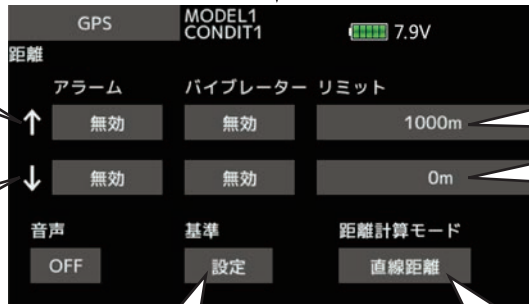 GPS
MODEL1
CONDIT1
7.9V
距離
アラーム バイブレーター リミット
↑ 無効 無効 1000m
↓ 無効 無効 0m
音声 基準 距離計算モード
OFF 設定 直線距離